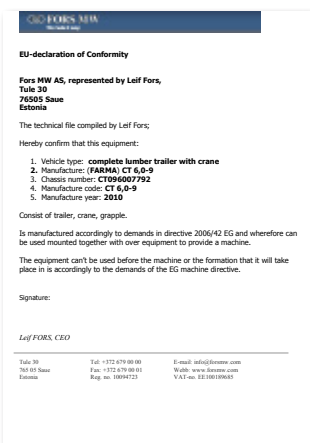 FORS MW
EU-declaration of Conformity
Fors MW AS, represented by Leif Fors,
Tule 30
76505 Saue
Estonia
The technical file compiled by Leif Fors;
Hereby confirm that this equipment:
1. Vehicle type: complete lumber trailer with crane
2. Manufacture: (FARMA) CT 6,0-9
3. Chassis number: CT096007792
4. Manufacture code: CT 6,0-9
5. Manufacture year: 2010
Consist of trailer, crane, grapple.
Is manufactured accordingly to demands in directive 2006/42 EG and wherefore can
be used mounted together with over equipment to provide a machine.
The equipment can't be used before the machine or the formation that it will take
place in is accordingly to the demands of the EG machine directive.
Signature:
Leif FORS, CEO
Tule 30 Tel: +372 679 00 00 E-mail: info@forsmw.com
765 05 Saue Fax: +372 679 00 01 Webb: www.forsmw.com
Estonia Reg. no. 10094723 VAT-no. EE100189685